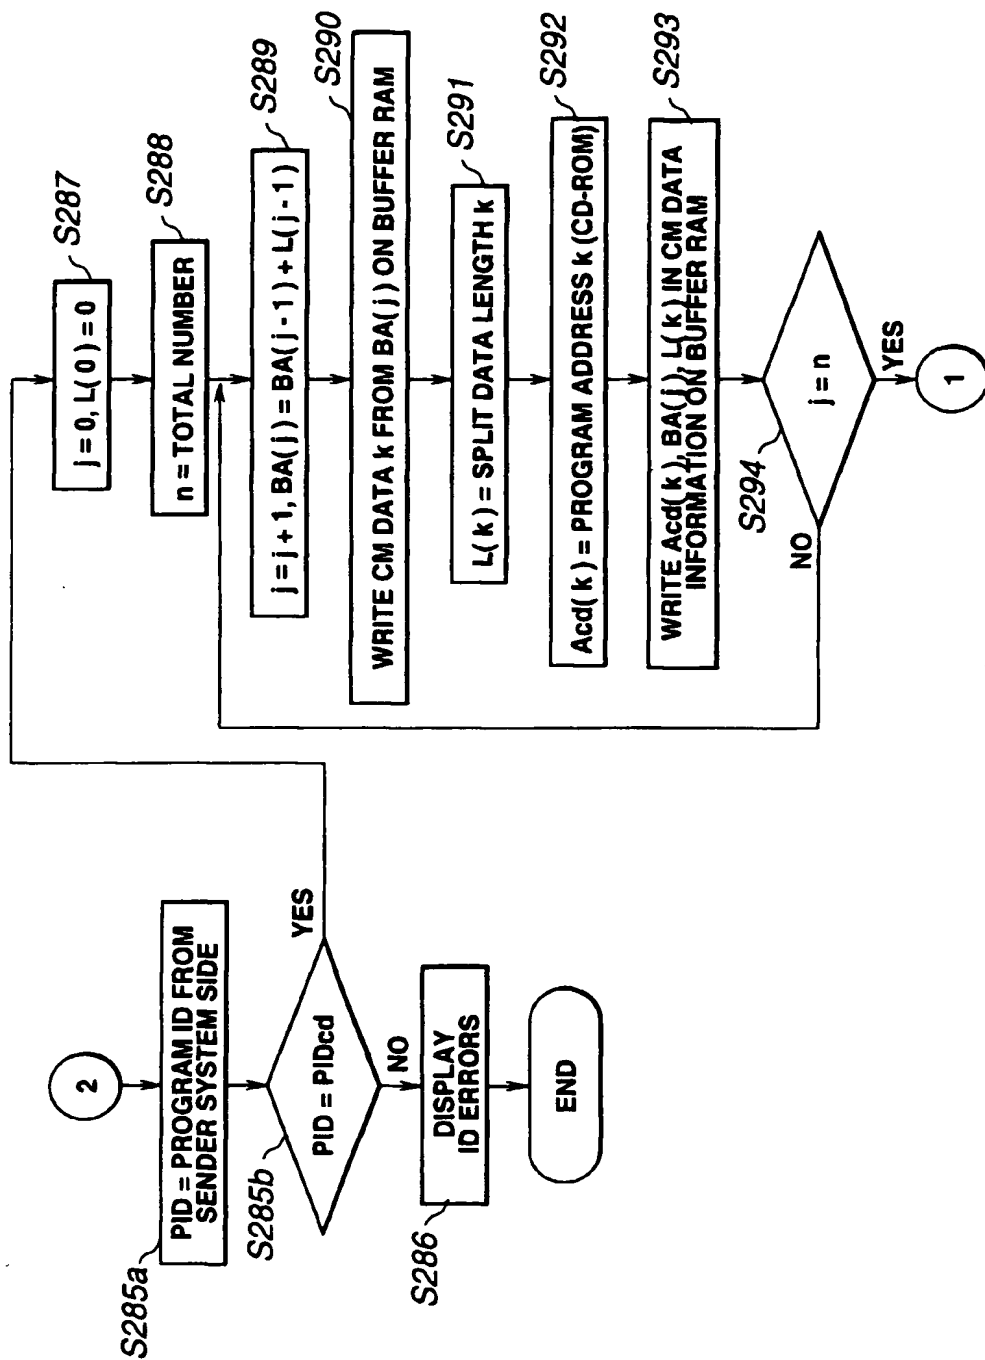 2
S285a
PID = PROGRAM ID FROM
SENDER SYSTEM SIDE
S285b
PID = PIDcd
YES
NO
S286
DISPLAY
ID ERRORS
END
S287
j = 0, L( 0 ) = 0
S288
n = TOTAL NUMBER
S289
j = j + 1, BA( j ) = BA( j - 1 ) + L( j - 1 )
S290
WRITE CM DATA k FROM BA( j ) ON BUFFER RAM
S291
L( k ) = SPLIT DATA LENGTH k
S292
Acd( k ) = PROGRAM ADDRESS k (CD-ROM)
S293
WRITE Acd( k ), BA( j ), L( k ) IN CM DATA
INFORMATION ON BUFFER RAM
S294
j = n
NO
YES
1